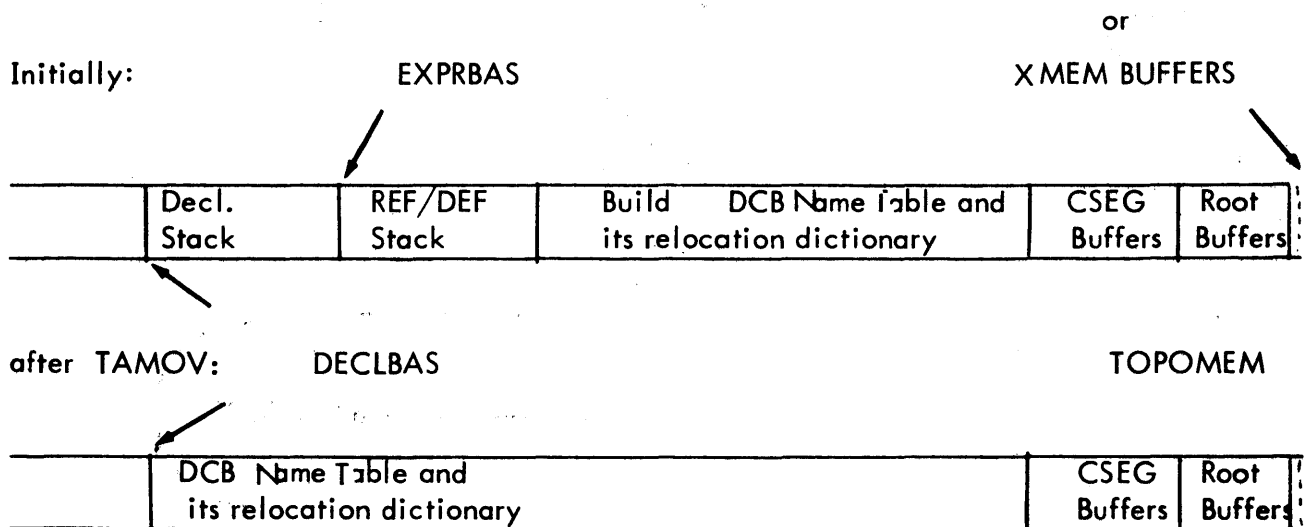 or
Initially: EXPRBAS XMEM BUFFERS
Decl. REF/DEF Build DCB Name Table and CSEG Root
Stack Stack its relocation dictionary Buffers Buffers
after TAMOV: DECLBAS TOPOMEM
DCB Name Table and CSEG Root
its relocation dictionary Buffers Buffers